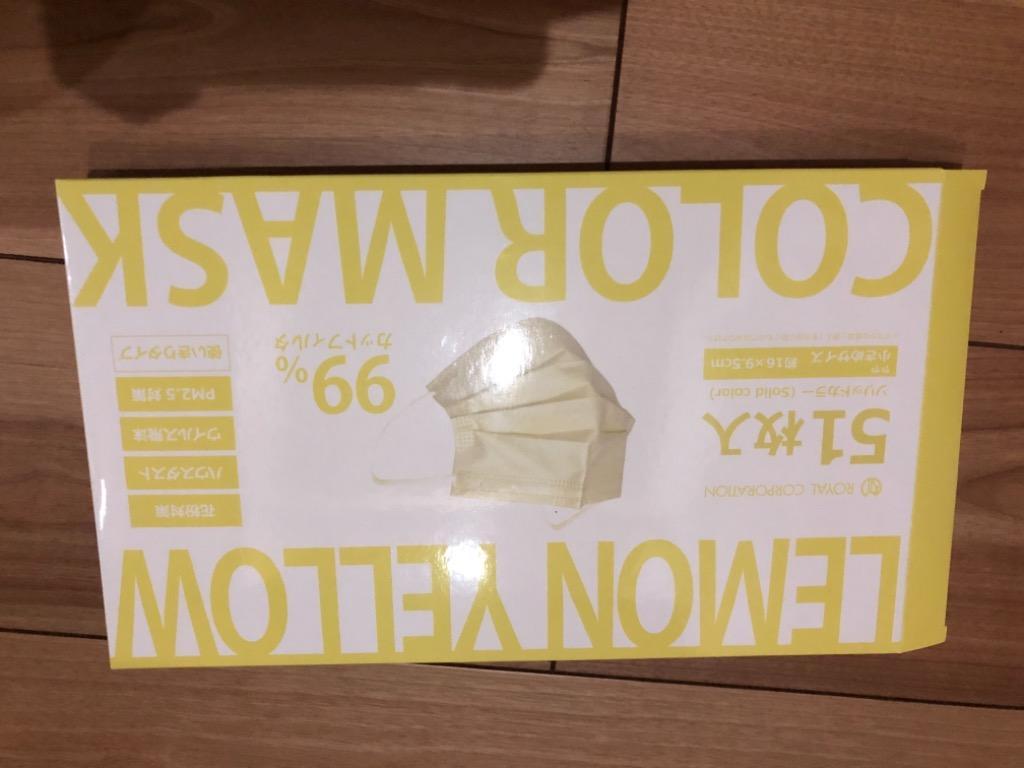 LEMON YELLOW
ROYAL CORPORATION
51枚入
ソリッドカラー (Solid color)
やや小さめサイズ 約16×9.5cm
99%
カットフィルタ
花粉対策
ハウスダスト
ウイルス飛沫
PM2.5対策
使いきりタイプ
COLOR MASK